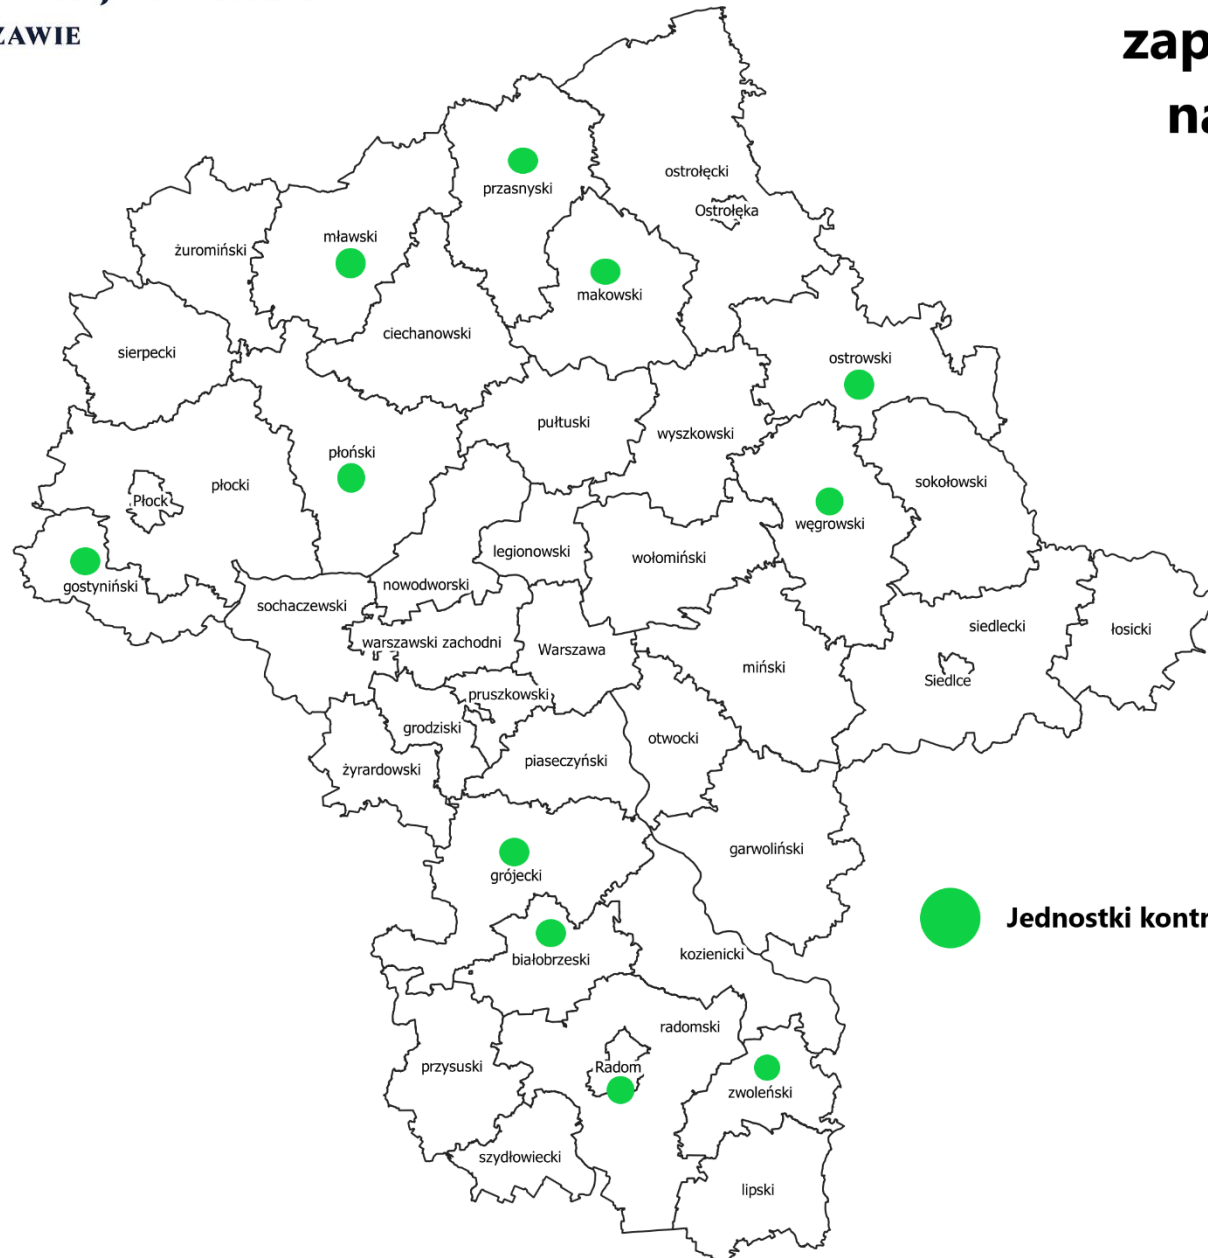 ZAWIE
zap
na
ostrołęcki
przasnyski
Ostrołęka
mławski
żuromiński
makowski
ciechanowski
sierpecki
ostrowski
pułtuski
wyszkowski
płoński
sokołowski
płocki
Płock
węgrowski
legionowski
wołomiński
gostyniński
nowodworski
sochaczewski
siedlecki
łosicki
warszawski zachodni
Warszawa
miński
Siedlce
pruszkowski
grodziski
otwocki
piaseczyński
żyrardowski
garwoliński
grójecki
Jednostki kontr
kozienicki
białobrzeski
radomski
przysuski
Radom
zwoleński
szydłowiecki
lipski